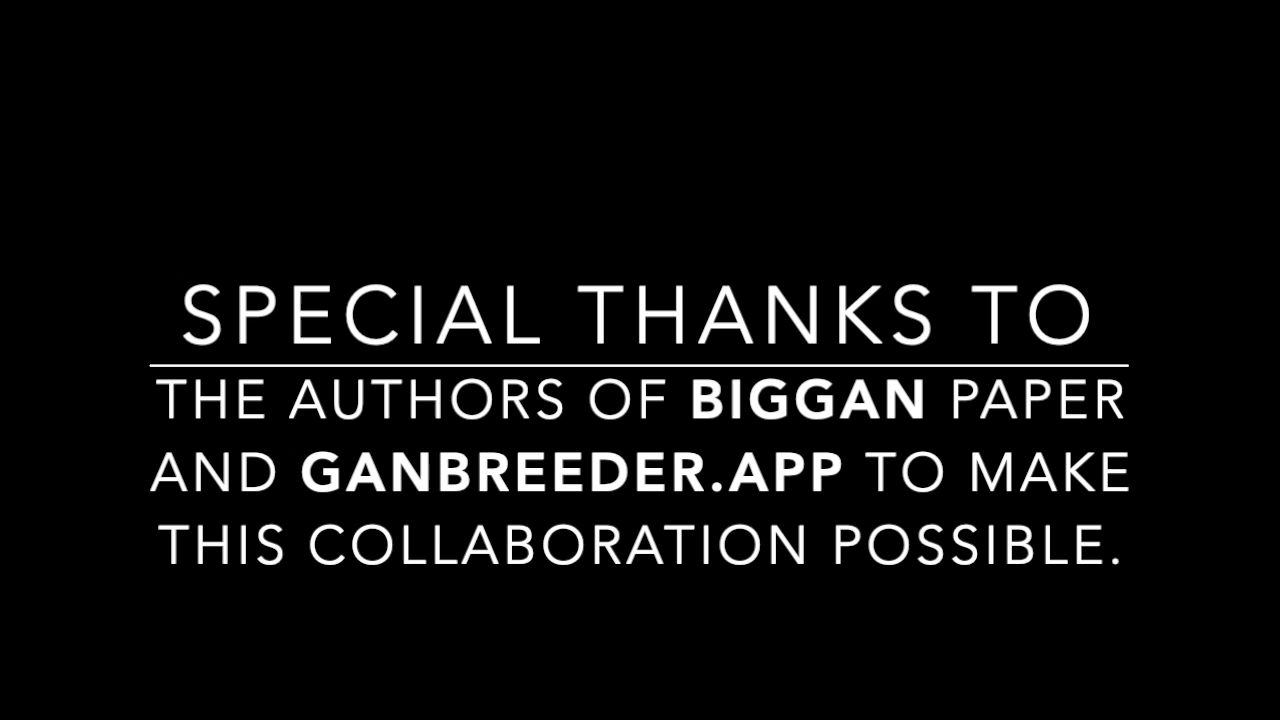 SPECIAL THANKS TO
THE AUTHORS OF BIGGAN PAPER
AND GANBREEDER.APP TO MAKE
THIS COLLABORATION POSSIBLE.